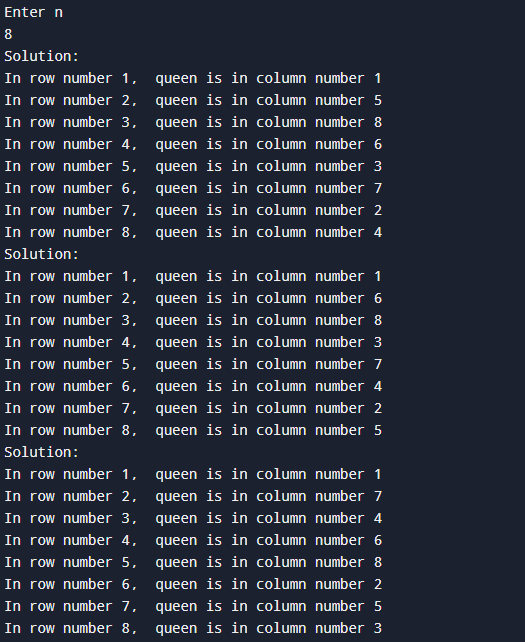 Enter n
8
Solution:
In row number 1,  queen is in column number 1
In row number 2,  queen is in column number 5
In row number 3,  queen is in column number 8
In row number 4,  queen is in column number 6
In row number 5,  queen is in column number 3
In row number 6,  queen is in column number 7
In row number 7,  queen is in column number 2
In row number 8,  queen is in column number 4
Solution:
In row number 1,  queen is in column number 1
In row number 2,  queen is in column number 6
In row number 3,  queen is in column number 8
In row number 4,  queen is in column number 3
In row number 5,  queen is in column number 7
In row number 6,  queen is in column number 4
In row number 7,  queen is in column number 2
In row number 8,  queen is in column number 5
Solution:
In row number 1,  queen is in column number 1
In row number 2,  queen is in column number 7
In row number 3,  queen is in column number 4
In row number 4,  queen is in column number 6
In row number 5,  queen is in column number 8
In row number 6,  queen is in column number 2
In row number 7,  queen is in column number 5
In row number 8,  queen is in column number 3